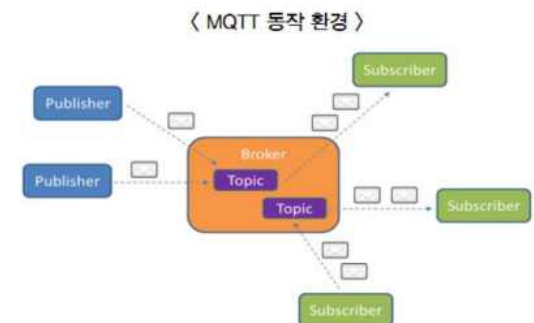 〈 MQTT 동작 환경 〉
Subscriber
Publisher
Broker
Publisher
Topic
Topic
Subscriber
Subscriber